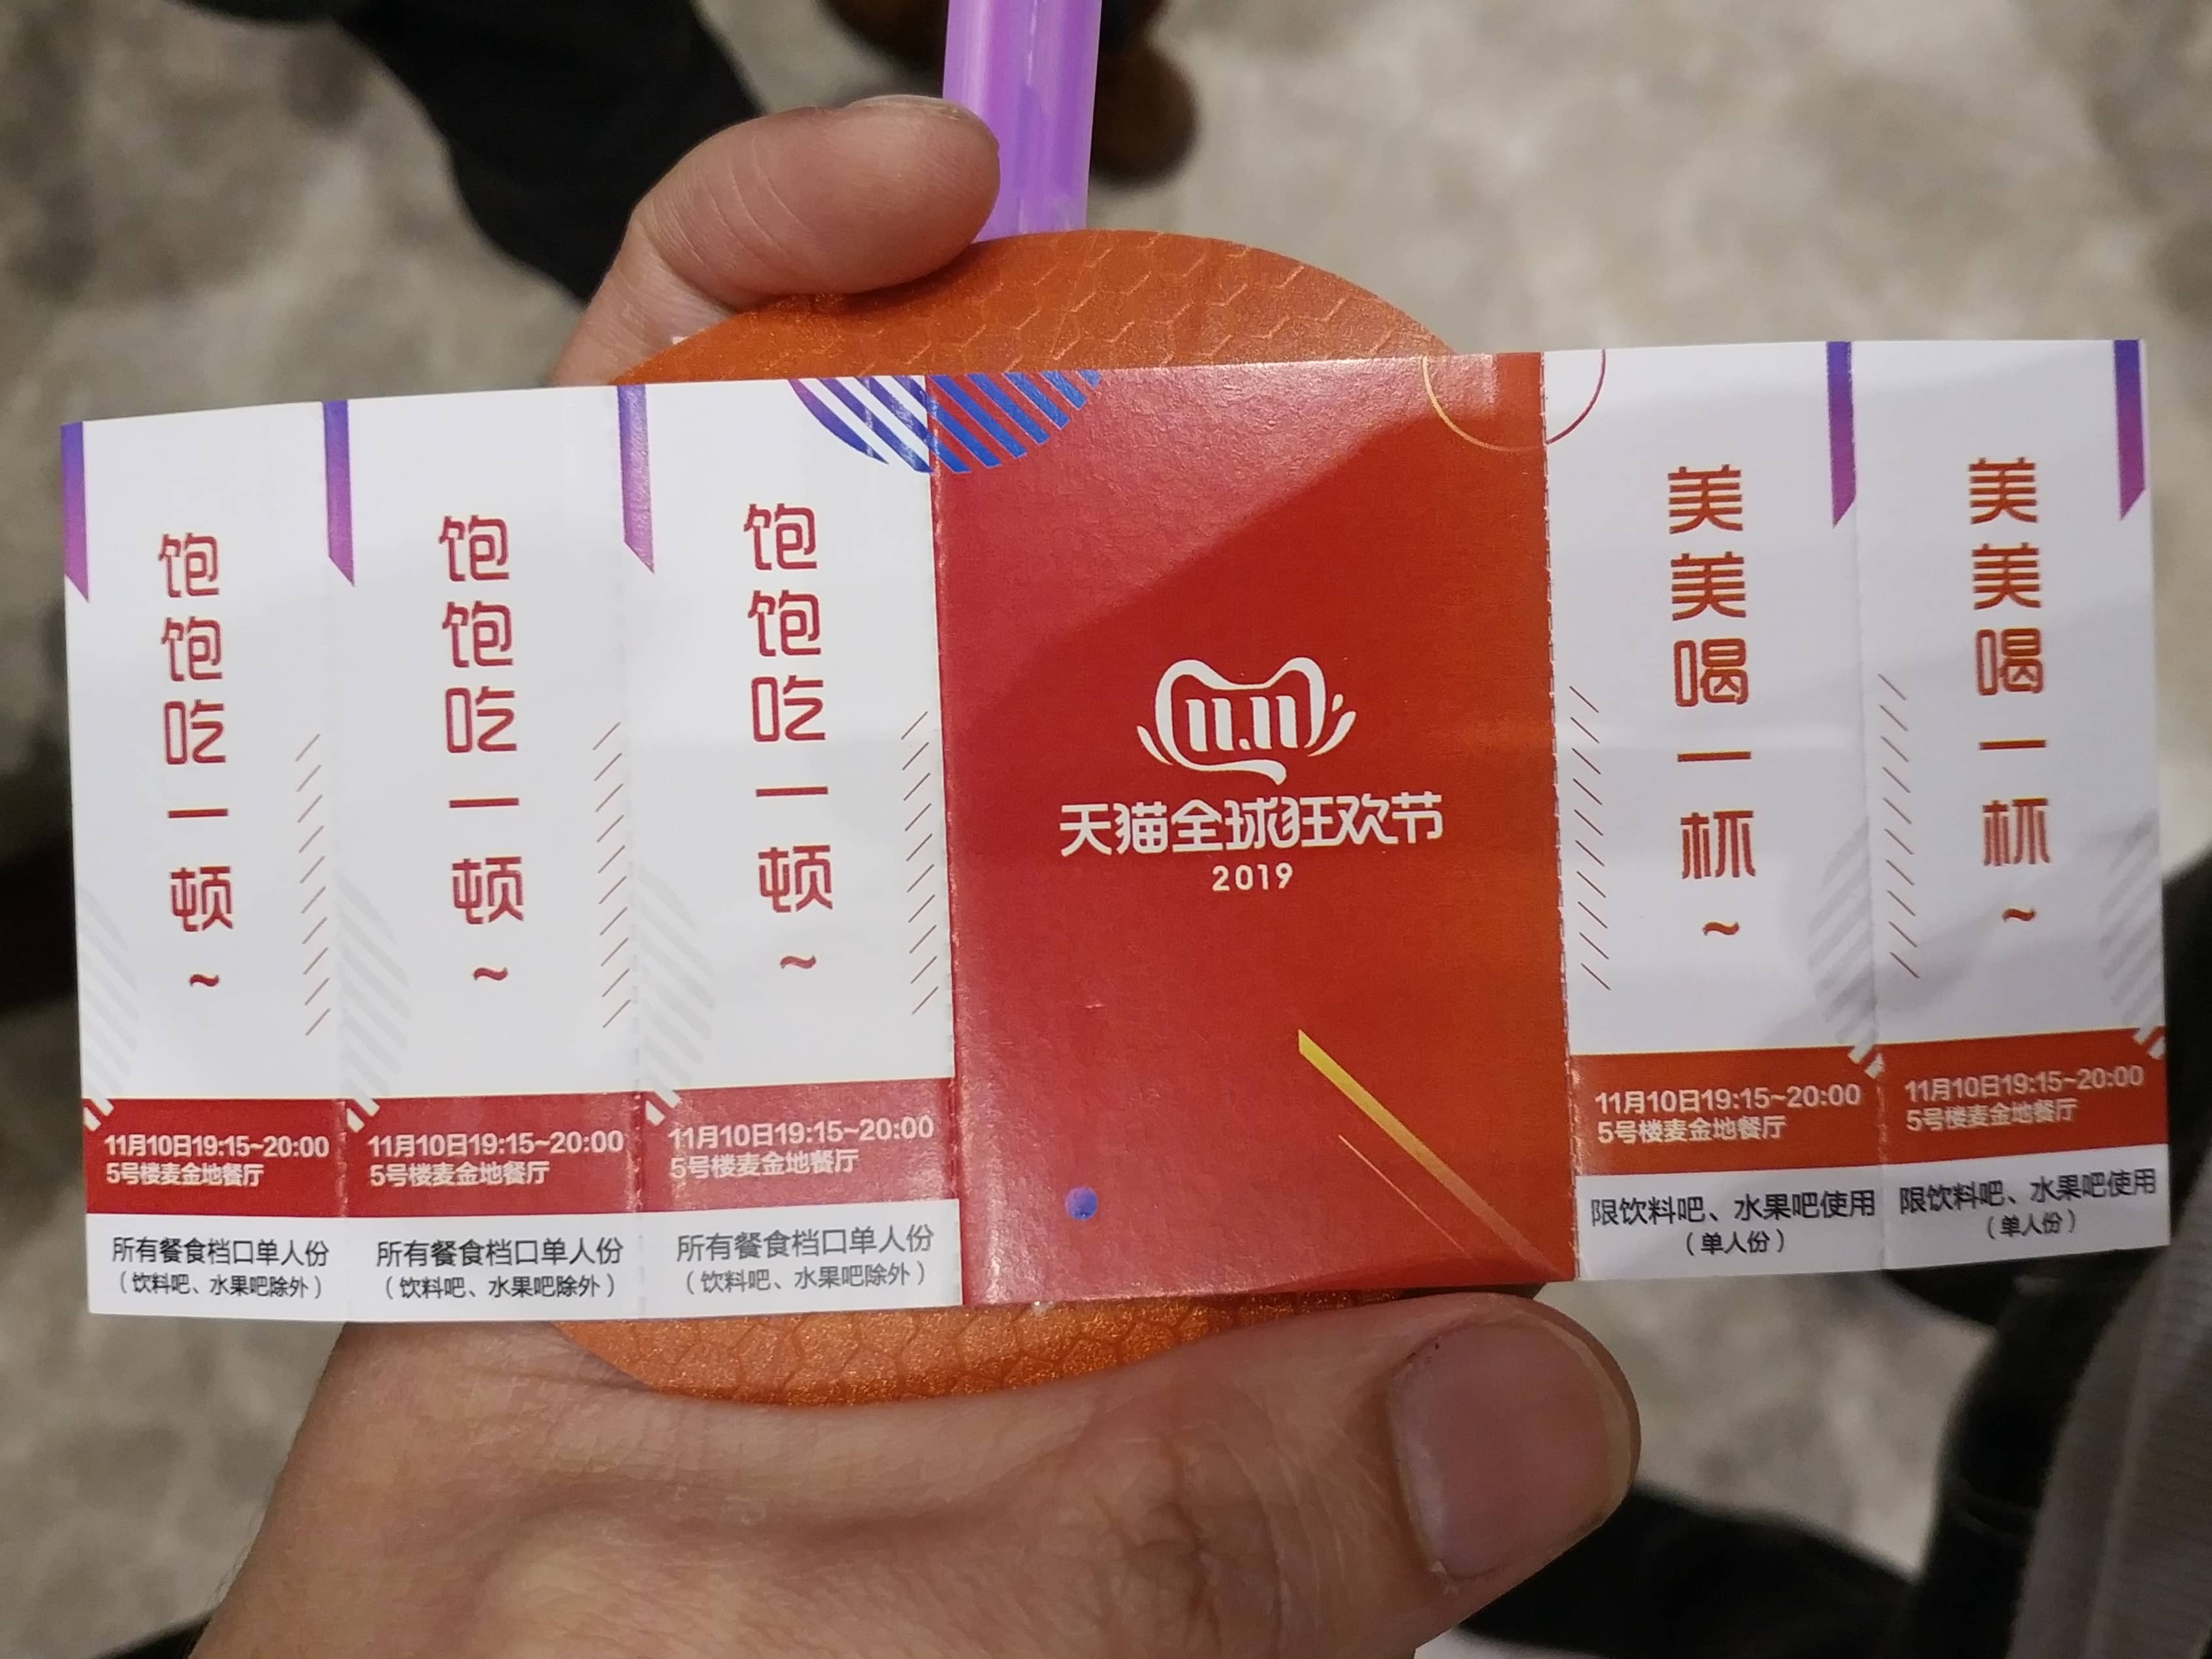 饱饱吃一顿~
11月10日19:15~20:00
5号楼麦金地餐厅
所有餐食档口单人份
（饮料吧、水果吧除外）
饱饱吃一顿~
11月10日19:15~20:00
5号楼麦金地餐厅
所有餐食档口单人份
（饮料吧、水果吧除外）
饱饱吃一顿~
11月10日19:15~20:00
5号楼麦金地餐厅
所有餐食档口单人份
（饮料吧、水果吧除外）
11.11
天猫全球狂欢节
2019
美美喝一杯~
11月10日19:15~20:00
5号楼麦金地餐厅
限饮料吧、水果吧使用
（单人份）
美美喝一杯~
11月10日19:15~20:00
5号楼麦金地餐厅
限饮料吧、水果吧使用
（单人份）